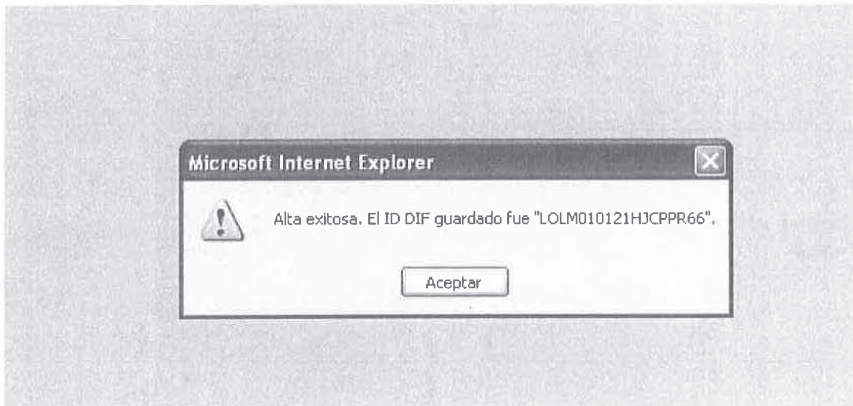 Microsoft Internet Explorer
Alta exitosa. El ID DIF guardado fue "LOLM010121HJCPPR66".
Aceptar